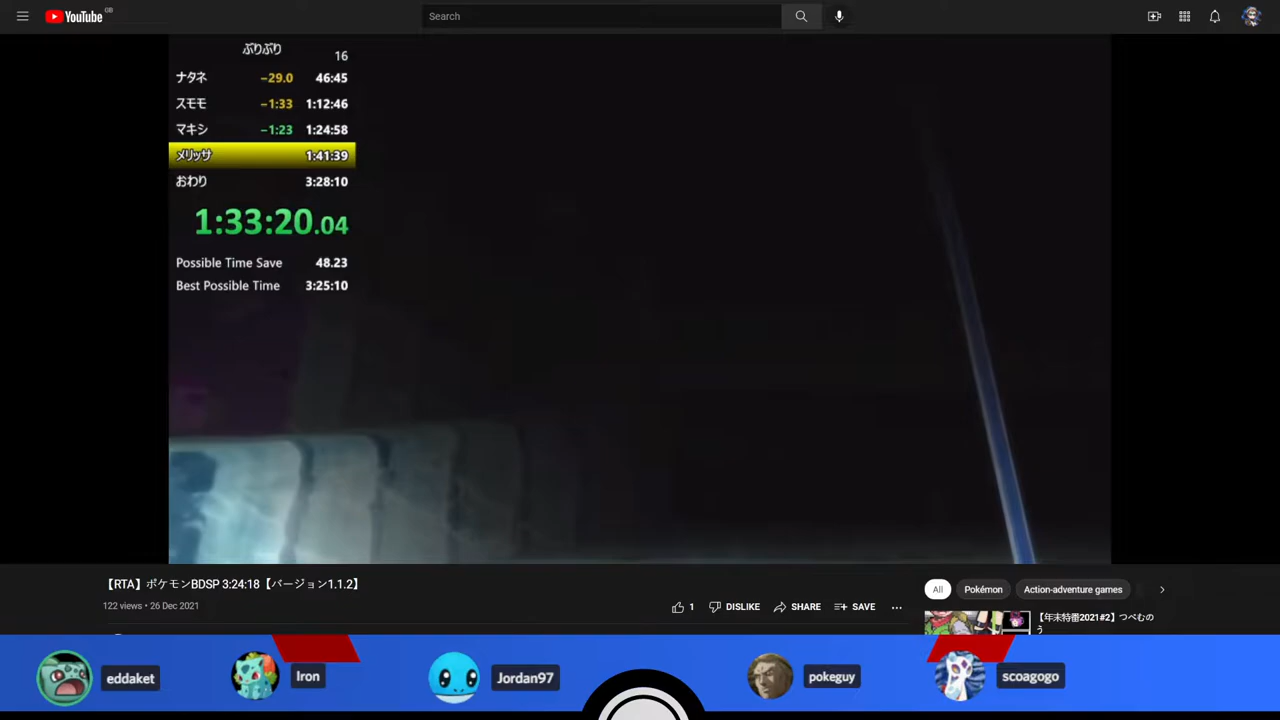 YouTube GB
Search
ぶりぶり
16
ナタネ −29.0 46:45
スモモ −1:33 1:12:46
マキシ −1:23 1:24:58
メリッサ 1:41:39
おわり 3:28:10
1:33:20.04
Possible Time Save 48.23
Best Possible Time 3:25:10
【RTA】ポケモンBDSP 3:24:18【バージョン1.1.2】
122 views • 26 Dec 2021
1 DISLIKE SHARE SAVE
All Pokémon Action-adventure games
【年末特番2021#2】つべむの
う
eddaket Iron Jordan97 pokeguy scoagogo